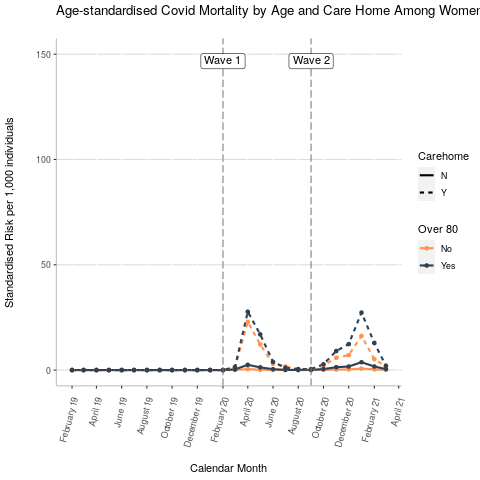 Age-standardised Covid Mortality by Age and Care Home Among Women
Standardised Risk per 1,000 individuals
150
100
50
0
Wave 1
Wave 2
February 19
April 19
June 19
August 19
October 19
December 19
February 20
April 20
June 20
August 20
October 20
December 20
February 21
April 21
Calendar Month
Carehome
N
Y
Over 80
No
Yes